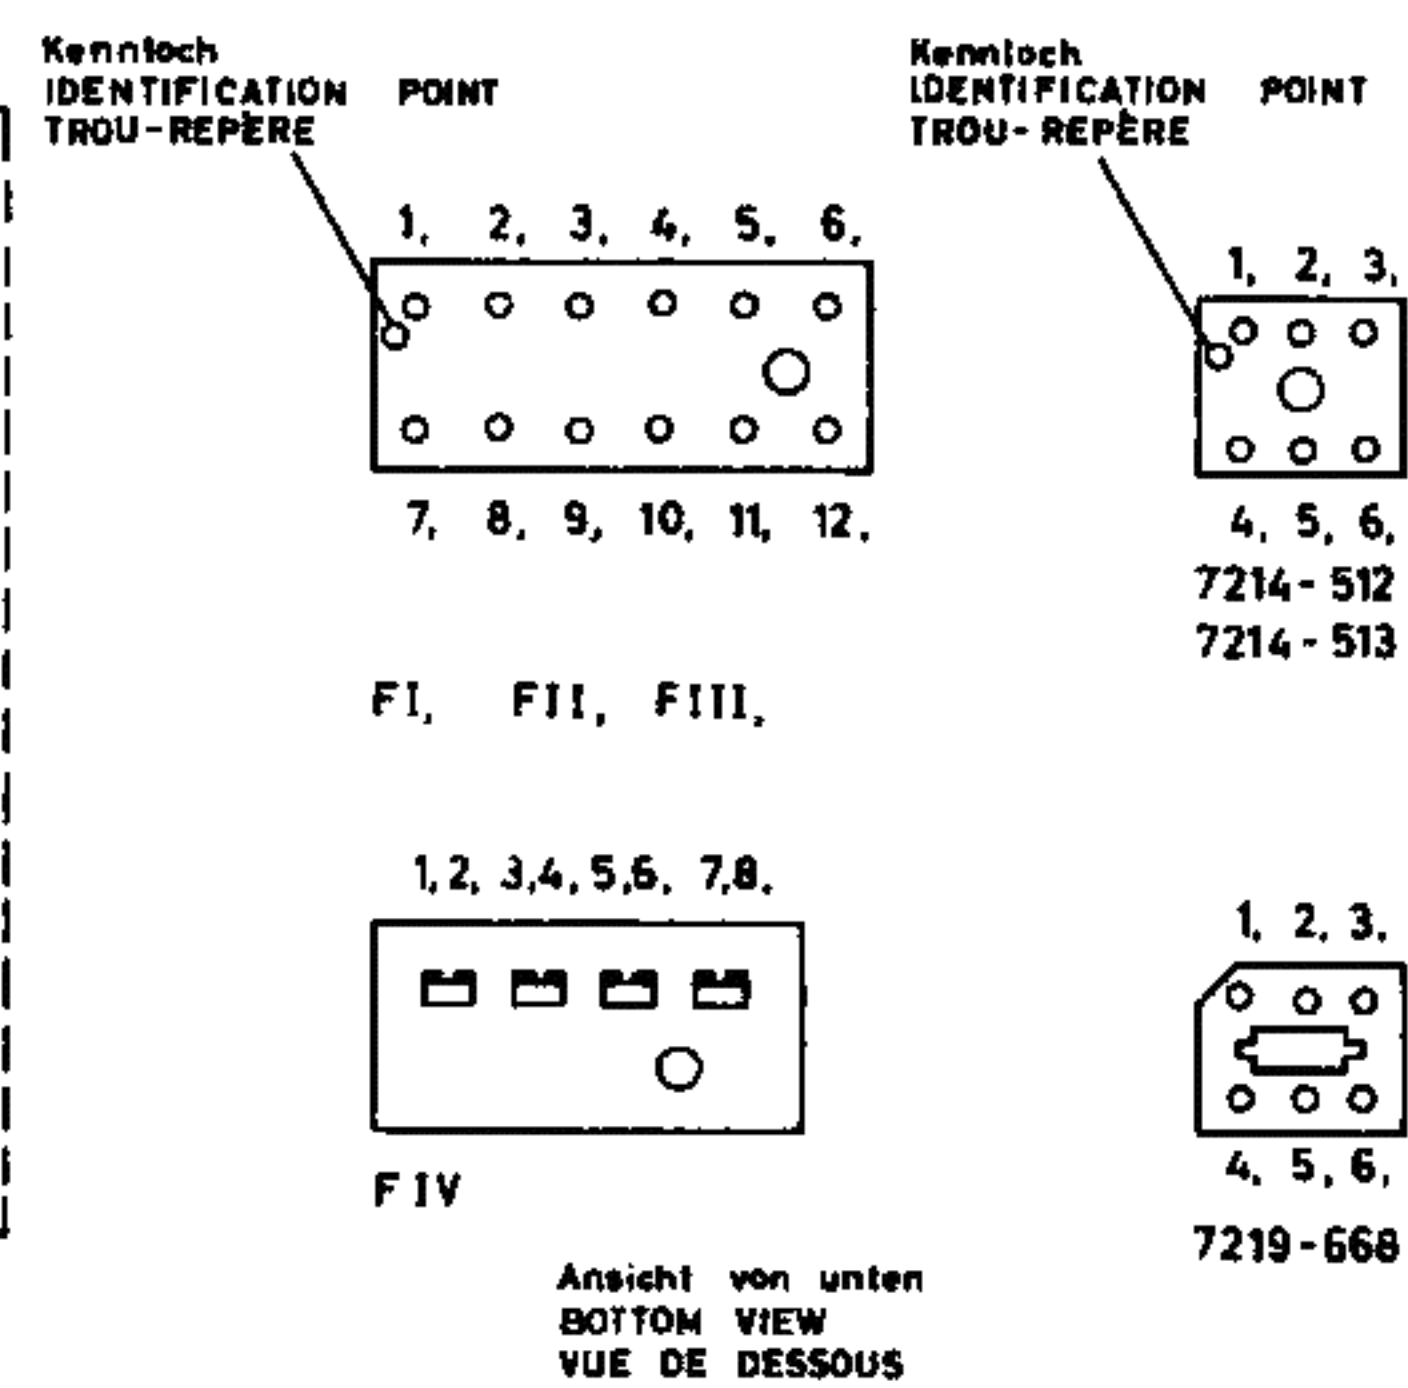 Kennloch
IDENTIFICATION POINT
TROU-REPÈRE
1, 2, 3, 4, 5, 6,
7, 8, 9, 10, 11, 12,
FI, FII, FIII,
Kennloch
IDENTIFICATION POINT
TROU-REPÈRE
1, 2, 3,
4, 5, 6,
7214-512
7214-513
1,2, 3,4, 5,6, 7,8,
FIV
1, 2, 3,
4, 5, 6,
7219-668
Ansicht von unten
BOTTOM VIEW
VUE DE DESSOUS